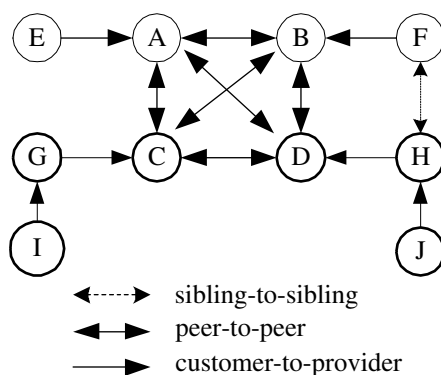 E A B F
G C D H
I J
sibling-to-sibling
peer-to-peer
customer-to-provider